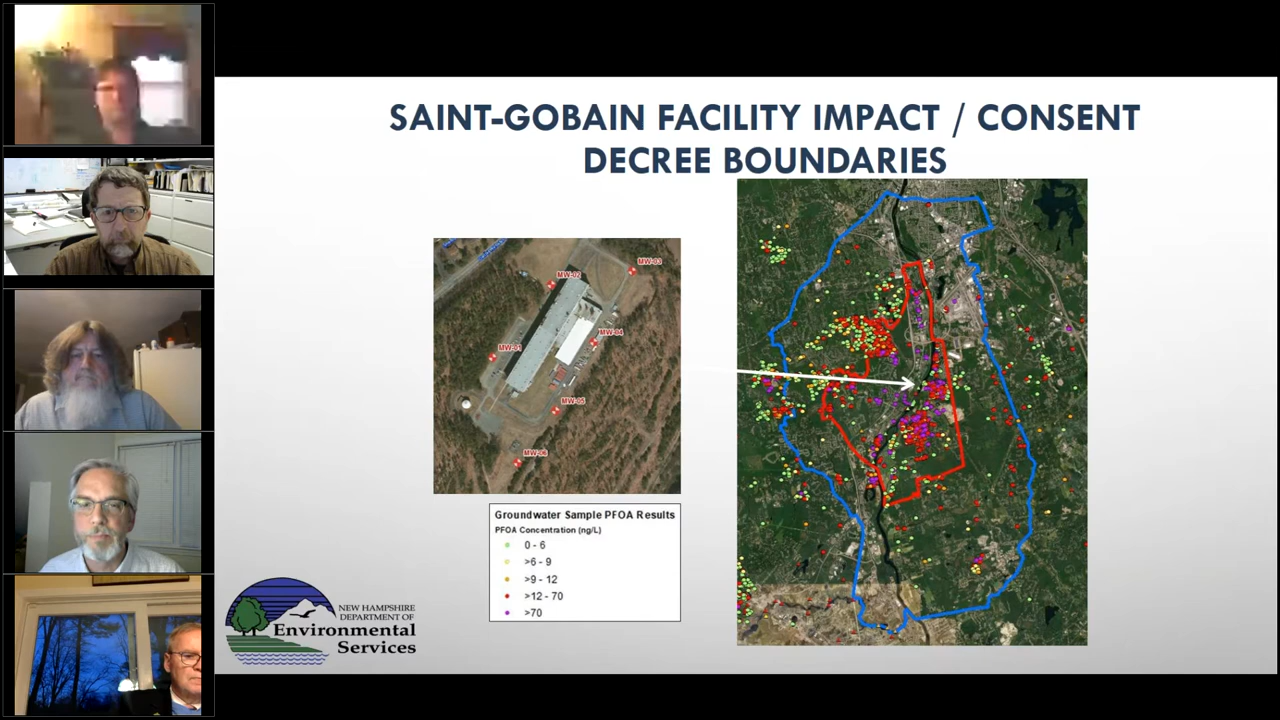 SAINT-GOBAIN FACILITY IMPACT / CONSENT
DECREE BOUNDARIES
MW-03
MW-02
MW-04
MW-01
MW-05
MW-06
Groundwater Sample PFOA Results
PFOA Concentration (ng/L)
0 - 6
>6 - 9
>9 - 12
>12 - 70
>70
NEW HAMPSHIRE
DEPARTMENT OF
Environmental
Services